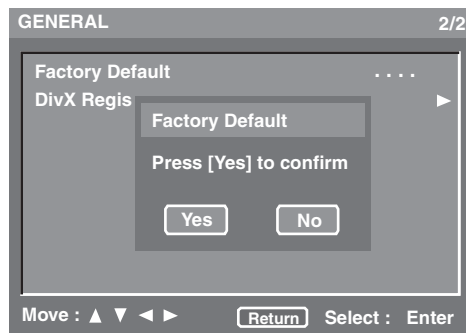 GENERAL 2/2
Factory Default . . . .
DivX Regis
Factory Default
Press [Yes] to confirm
Yes No
Move : ▲ ▼ ◄ ► Return Select : Enter